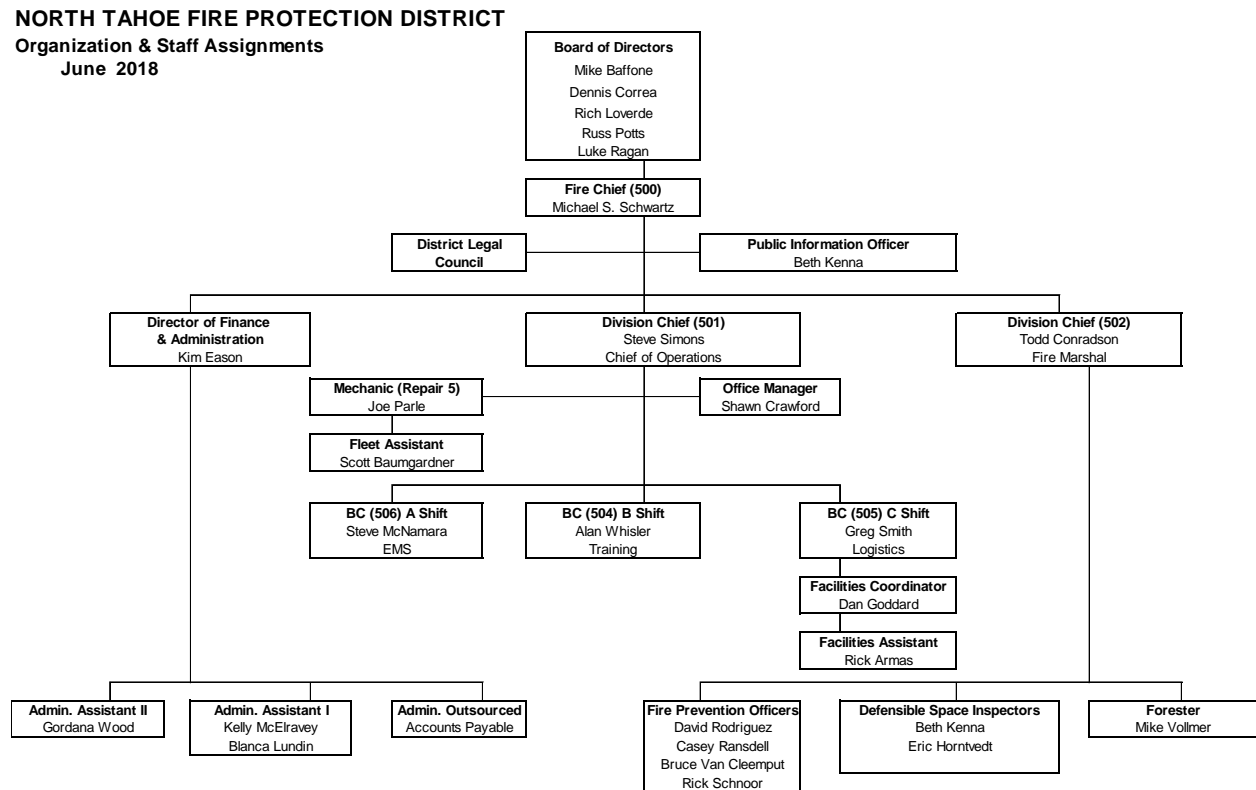 NORTH TAHOE FIRE PROTECTION DISTRICT
Organization & Staff Assignments
June 2018
Board of Directors
Mike Baffone
Dennis Correa
Rich Loverde
Russ Potts
Luke Ragan
Fire Chief (500)
Michael S. Schwartz
District Legal
Council
Public Information Officer
Beth Kenna
Director of Finance
& Administration
Kim Eason
Division Chief (501)
Steve Simons
Chief of Operations
Division Chief (502)
Todd Conradson
Fire Marshal
Mechanic (Repair 5)
Joe Parle
Office Manager
Shawn Crawford
Fleet Assistant
Scott Baumgardner
BC (506) A Shift
Steve McNamara
EMS
BC (504) B Shift
Alan Whisler
Training
BC (505) C Shift
Greg Smith
Logistics
Facilities Coordinator
Dan Goddard
Facilities Assistant
Rick Armas
Admin. Assistant II
Gordana Wood
Admin. Assistant I
Kelly McElravey
Blanca Lundin
Admin. Outsourced
Accounts Payable
Fire Prevention Officers
David Rodriguez
Casey Ransdell
Bruce Van Cleemput
Rick Schnoor
Defensible Space Inspectors
Beth Kenna
Eric Horntvedt
Forester
Mike Vollmer